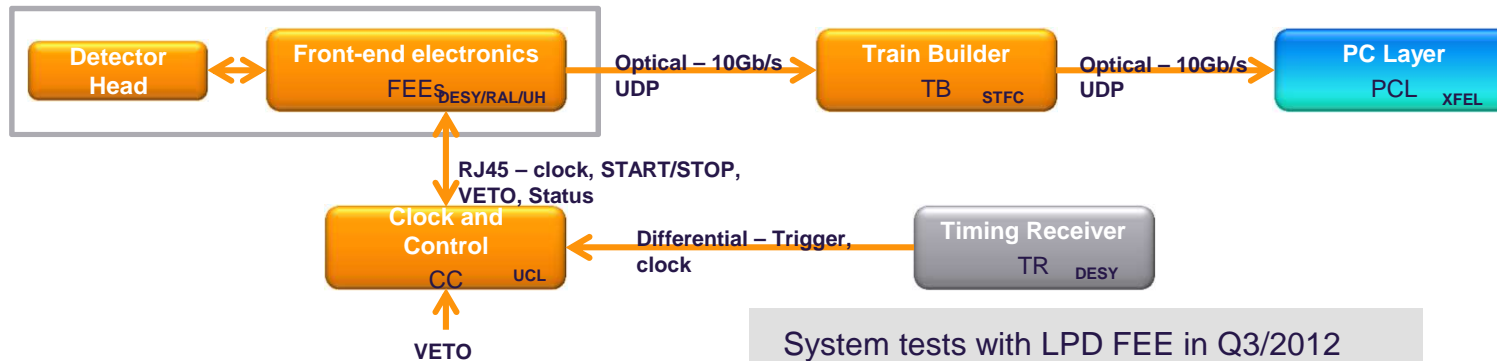 Detector
Head
Front-end electronics
FEEs
DESY/RAL/UH
Optical – 10Gb/s
UDP
Train Builder
TB
STFC
Optical – 10Gb/s
UDP
PC Layer
PCL
XFEL
RJ45 – clock, START/STOP,
VETO, Status
Clock and
Control
CC
UCL
Differential – Trigger,
clock
Timing Receiver
TR
DESY
VETO
System tests with LPD FEE in Q3/2012